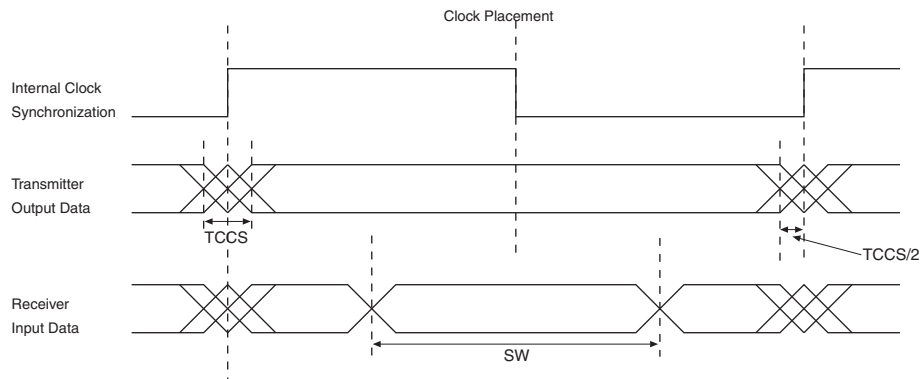 Clock Placement
Internal Clock
Synchronization
Transmitter
Output Data
TCCS
TCCS/2
Receiver
Input Data
SW